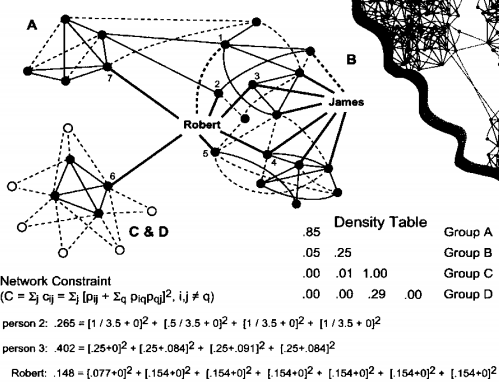 A
B
1
2
3
7
James
Robert
5
4
6
C & D
Density Table
.85 Group A
.05 .25 Group B
.00 .01 1.00 Group C
.00 .00 .29 .00 Group D
Network Constraint
(C = Σj cij = Σj [pij + Σq piqpqj]², i,j ≠ q)
person 2: .265 = [1 / 3.5 + 0]² + [.5 / 3.5 + 0]² + [1 / 3.5 + 0]² + [1 / 3.5 + 0]²
person 3: .402 = [.25+0]² + [.25+.084]² + [.25+.091]² + [.25+.084]²
Robert: .148 = [.077+0]² + [.154+0]² + [.154+0]² + [.154+0]² + [.154+0]² + [.154+0]² + [.154+0]²